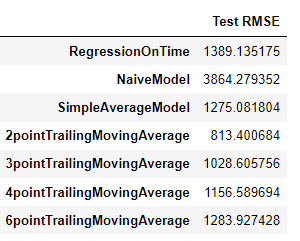 Test RMSE
RegressionOnTime 1389.135175
NaiveModel 3864.279352
SimpleAverageModel 1275.081804
2pointTrailingMovingAverage 813.400684
3pointTrailingMovingAverage 1028.605756
4pointTrailingMovingAverage 1156.589694
6pointTrailingMovingAverage 1283.927428